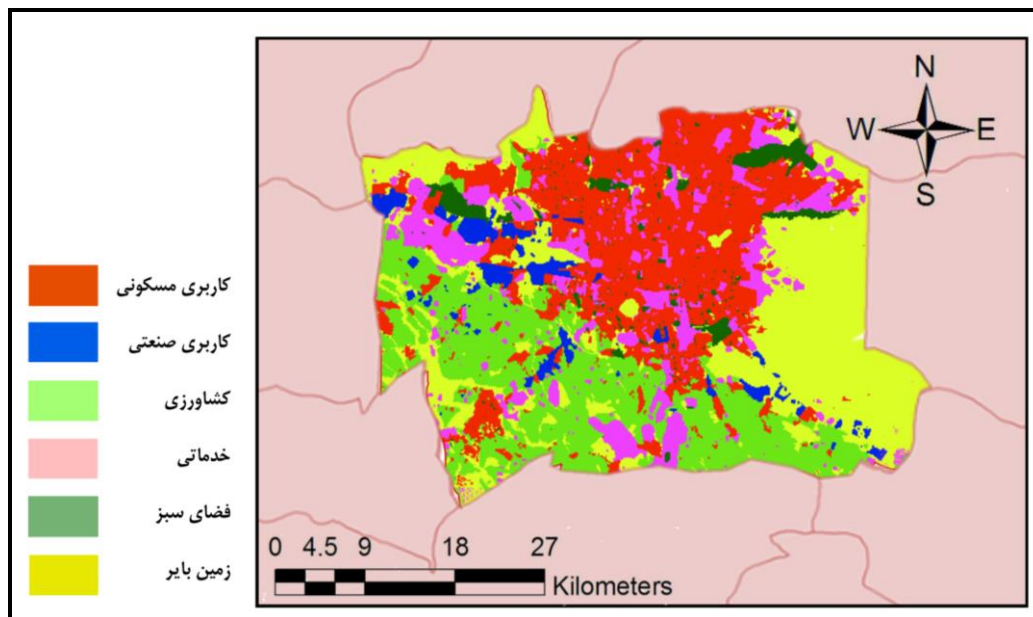 N
W E
S
کاربری مسکونی
کاربری صنعتی
کشاورزی
خدماتی
فضای سبز
زمین بایر
0 4.5 9 18 27
Kilometers